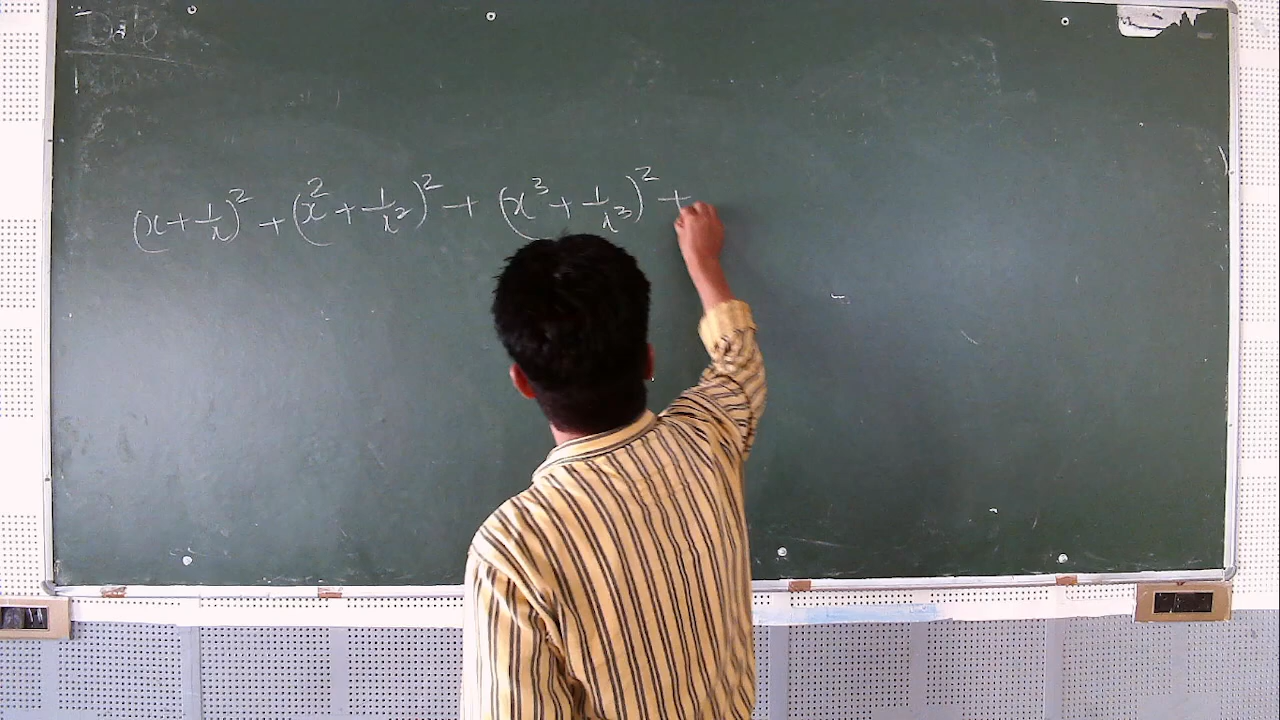 (x + 1/x)² + (x² + 1/x²)² + (x³ + 1/x³)² +